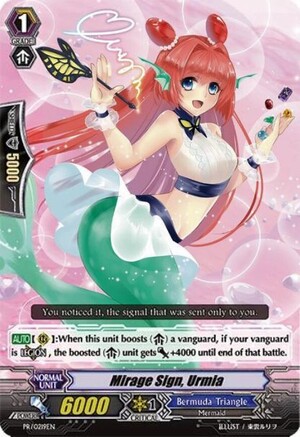 1
GRADE
5000
You noticed it, the signal that was sent only to you.
AUTO 1:When this unit boosts a vanguard, if your vanguard
is LEGION, the boosted unit gets +4000 until end of that battle.
NORMAL
UNIT
Mirage Sign, Urmia
6000
1
Bermuda Triangle
Mermaid
PR/0219EN